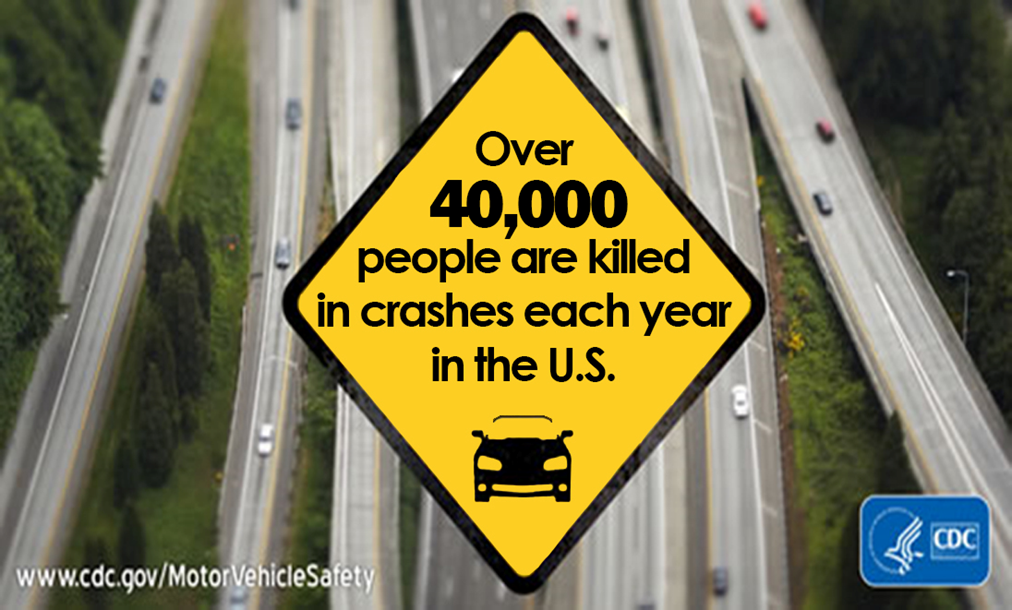 Over
40,000
people are killed
in crashes each year
in the U.S.
www.cdc.gov/MotorVehicleSafety
CDC